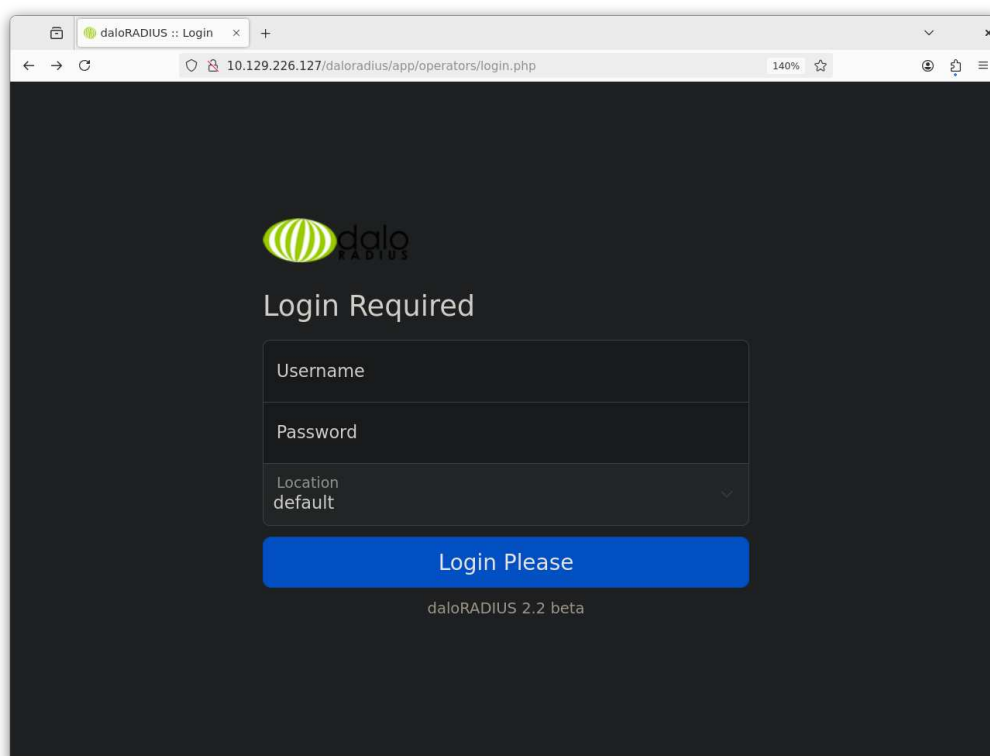 daloRADIUS :: Login
10.129.226.127/daloradius/app/operators/login.php
140%
dalo
RADIUS
Login Required
Username
Password
Location
default
Login Please
daloRADIUS 2.2 beta